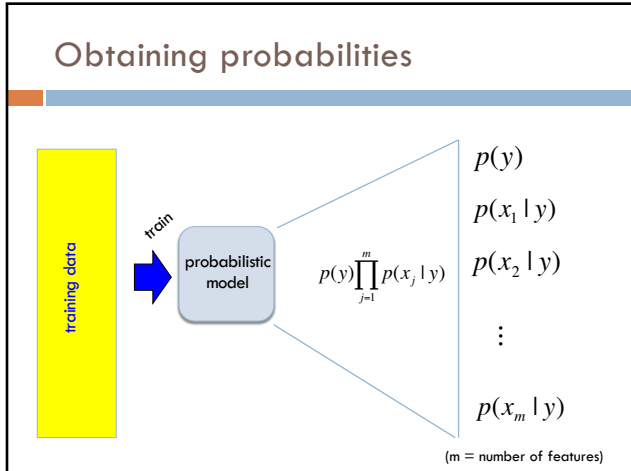 Obtaining probabilities
training data
train
probabilistic
model
p(y)∏_{j=1}^{m} p(x_j | y)
p(y)
p(x_1 | y)
p(x_2 | y)
⋮
p(x_m | y)
(m = number of features)